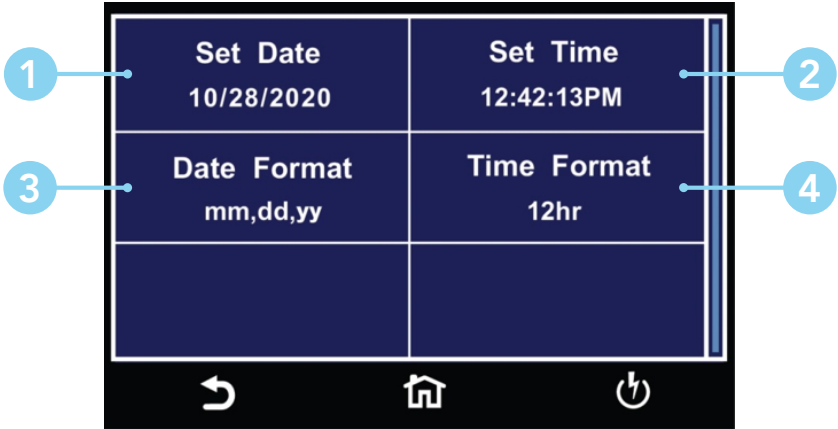 1
Set Date
10/28/2020
Set Time
12:42:13PM
2
3
Date Format
mm,dd,yy
Time Format
12hr
4